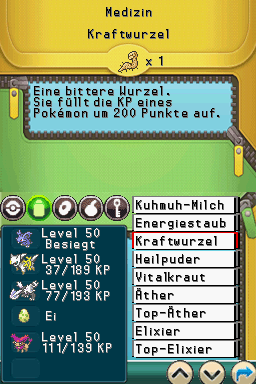 Medizin
Kraftwurzel
x 1
Eine bittere Wurzel.
Sie füllt die KP eines
Pokémon um 200 Punkte auf.
Level 50
Besiegt
Level 50
37/189 KP
Level 50
77/193 KP
Ei
Level 50
111/139 KP
Kuhmuh-Milch
Energiestaub
Kraftwurzel
Heilpuder
Vitalkraut
Äther
Top-Äther
Elixier
Top-Elixier